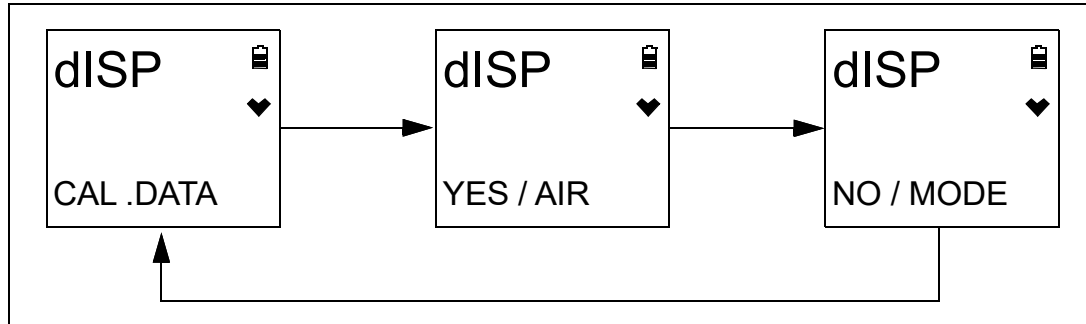 dISP
CAL .DATA
dISP
YES / AIR
dISP
NO / MODE